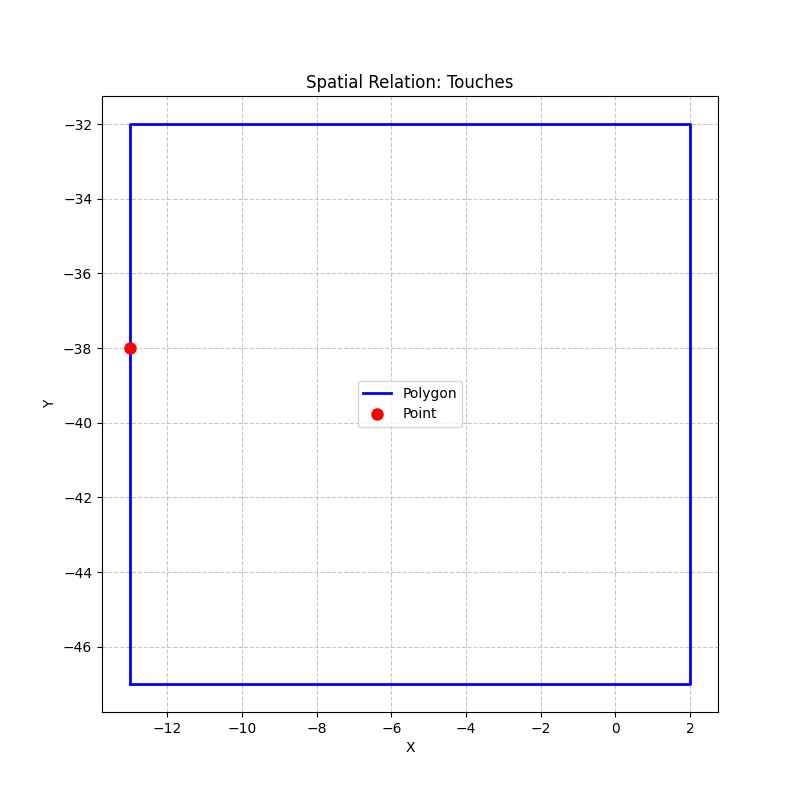 Spatial Relation: Touches
−32
−34
−36
−38
−40
−42
−44
−46
Y
Polygon
Point
−12 −10 −8 −6 −4 −2 0 2
X